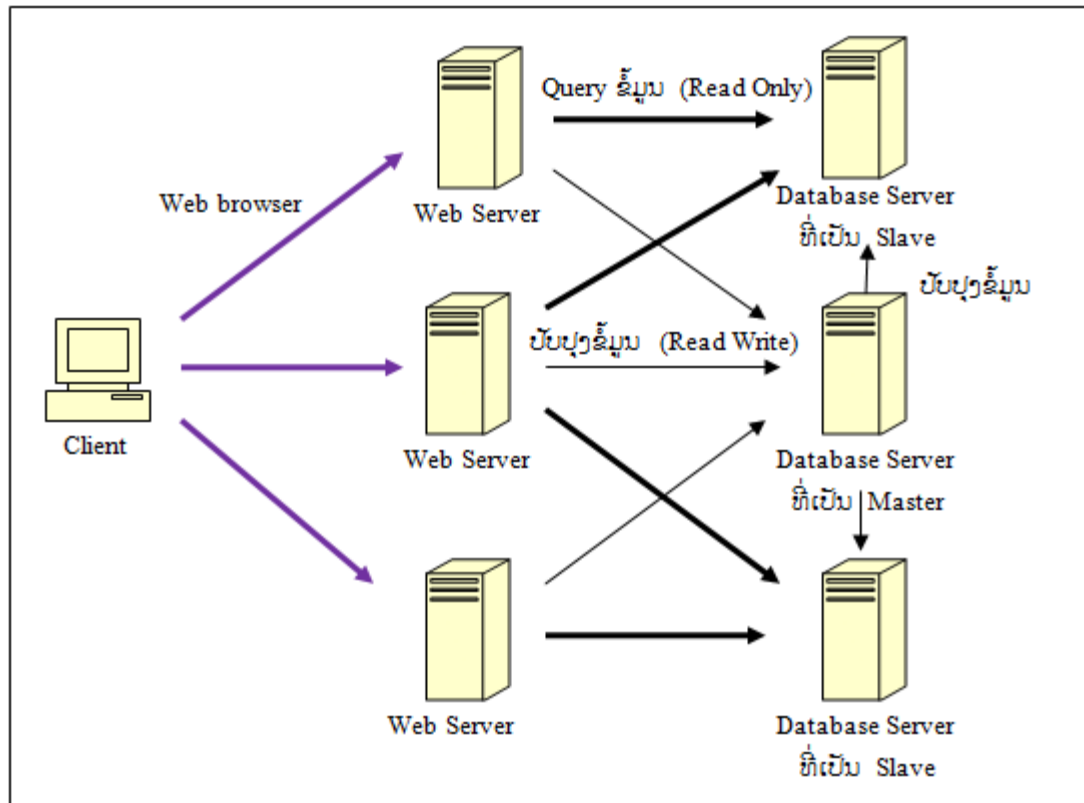 Query ຂໍ້ມູນ (Read Only)
Web browser
Web Server
Database Server
ທີ່ເປັນ Slave
ປັບປຸງຂໍ້ມູນ
ປັບປຸງຂໍ້ມູນ (Read Write)
Client
Web Server
Database Server
ທີ່ເປັນ Master
Web Server
Database Server
ທີ່ເປັນ Slave